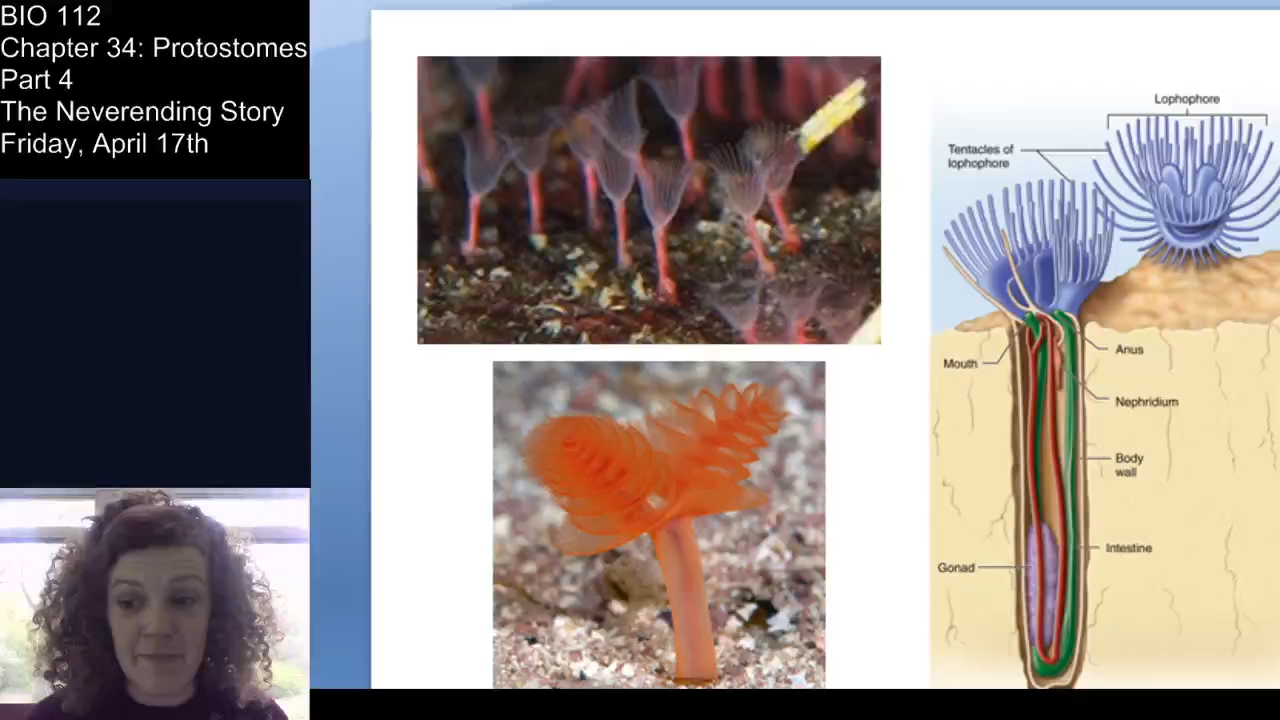 BIO 112
Chapter 34: Protostomes
Part 4
The Neverending Story
Friday, April 17th
Lophophore
Tentacles of
lophophore
Mouth
Anus
Nephridium
Body
wall
Intestine
Gonad